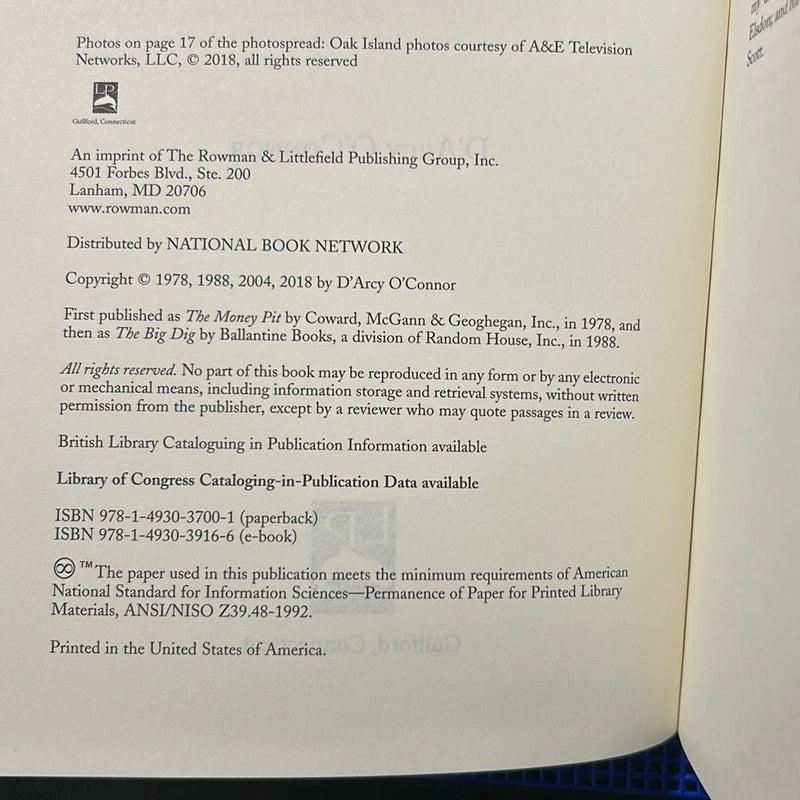 Photos on page 17 of the photospread: Oak Island photos courtesy of A&E Television
Networks, LLC, © 2018, all rights reserved
LP
Guilford, Connecticut
An imprint of The Rowman & Littlefield Publishing Group, Inc.
4501 Forbes Blvd., Ste. 200
Lanham, MD 20706
www.rowman.com
Distributed by NATIONAL BOOK NETWORK
Copyright © 1978, 1988, 2004, 2018 by D'Arcy O'Connor
First published as The Money Pit by Coward, McGann & Geoghegan, Inc., in 1978, and
then as The Big Dig by Ballantine Books, a division of Random House, Inc., in 1988.
All rights reserved. No part of this book may be reproduced in any form or by any electronic
or mechanical means, including information storage and retrieval systems, without written
permission from the publisher, except by a reviewer who may quote passages in a review.
British Library Cataloguing in Publication Information available
Library of Congress Cataloging-in-Publication Data available
ISBN 978-1-4930-3700-1 (paperback)
ISBN 978-1-4930-3916-6 (e-book)
♾ ™ The paper used in this publication meets the minimum requirements of American
National Standard for Information Sciences—Permanence of Paper for Printed Library
Materials, ANSI/NISO Z39.48-1992.
Printed in the United States of America.
my
Elsdon; and
Scott.